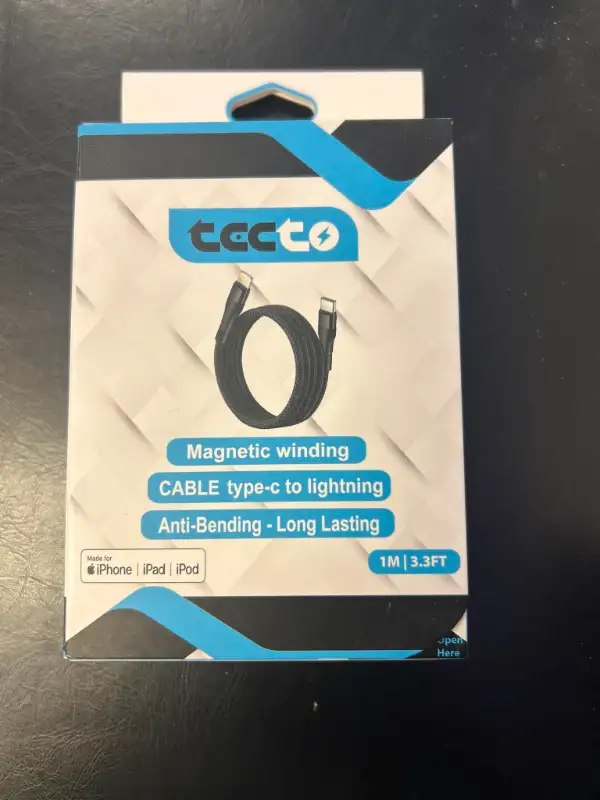 tecto
Magnetic winding
CABLE type-c to lightning
Anti-Bending - Long Lasting
Made for
iPhone | iPad | iPod
1M | 3.3FT
Open
Here